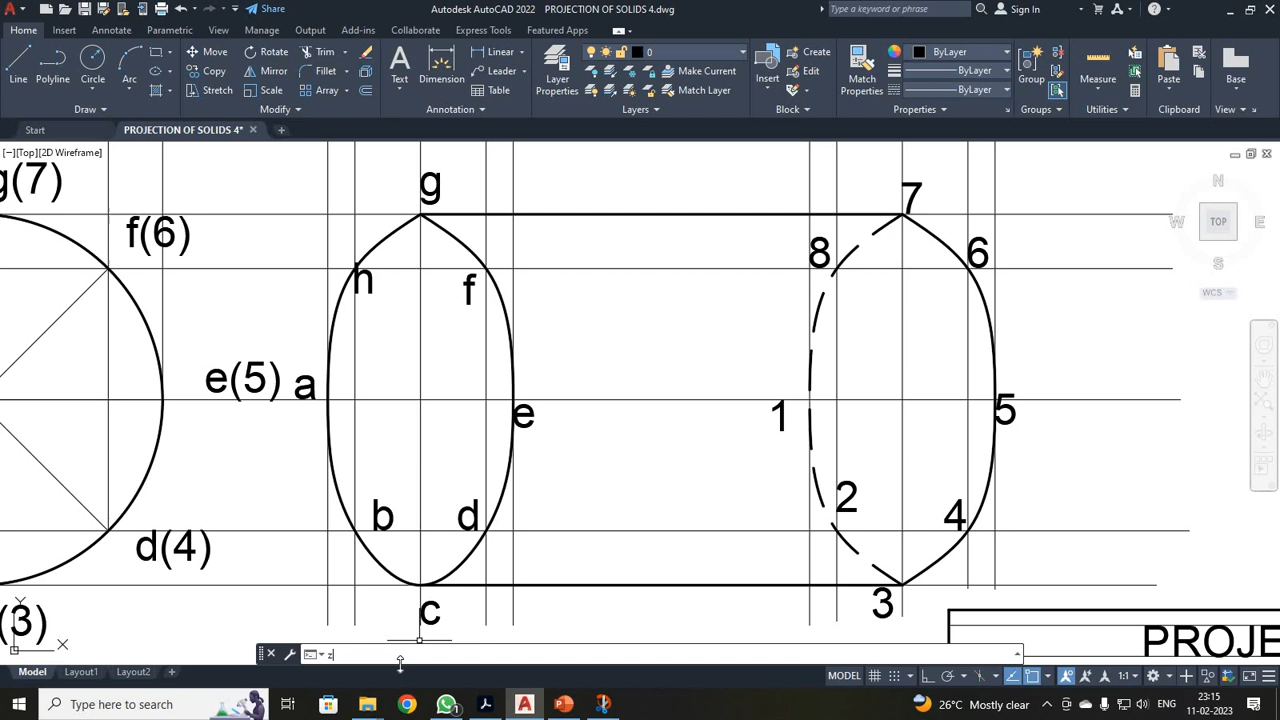 Share
Autodesk AutoCAD 2022 PROJECTION OF SOLIDS 4.dwg
Type a keyword or phrase
Sign In
Home Insert Annotate Parametric View Manage Output Add-ins Collaborate Express Tools Featured Apps
Line Polyline Circle Arc
Move Rotate Trim
Copy Mirror Fillet
Stretch Scale Array
Text Dimension
Linear
Leader
Table
Layer Properties
0
Make Current
Match Layer
Insert
Create
Edit
Match Properties
ByLayer
ByLayer
ByLayer
Group
Measure
Paste
Base
Draw Modify Annotation Layers Block Properties Groups Utilities Clipboard View
Start PROJECTION OF SOLIDS 4*
[−][Top][2D Wireframe]
g(7)
f(6)
e(5)
d(4)
(3)
g
h
f
a
e
b
d
c
7
8
6
1
5
2
4
3
N
W TOP E
S
WCS
Y
X
PROJE
z
Model Layout1 Layout2
MODEL
1:1
Type here to search
1
26°C Mostly clear
ENG
23:15
11-02-2023